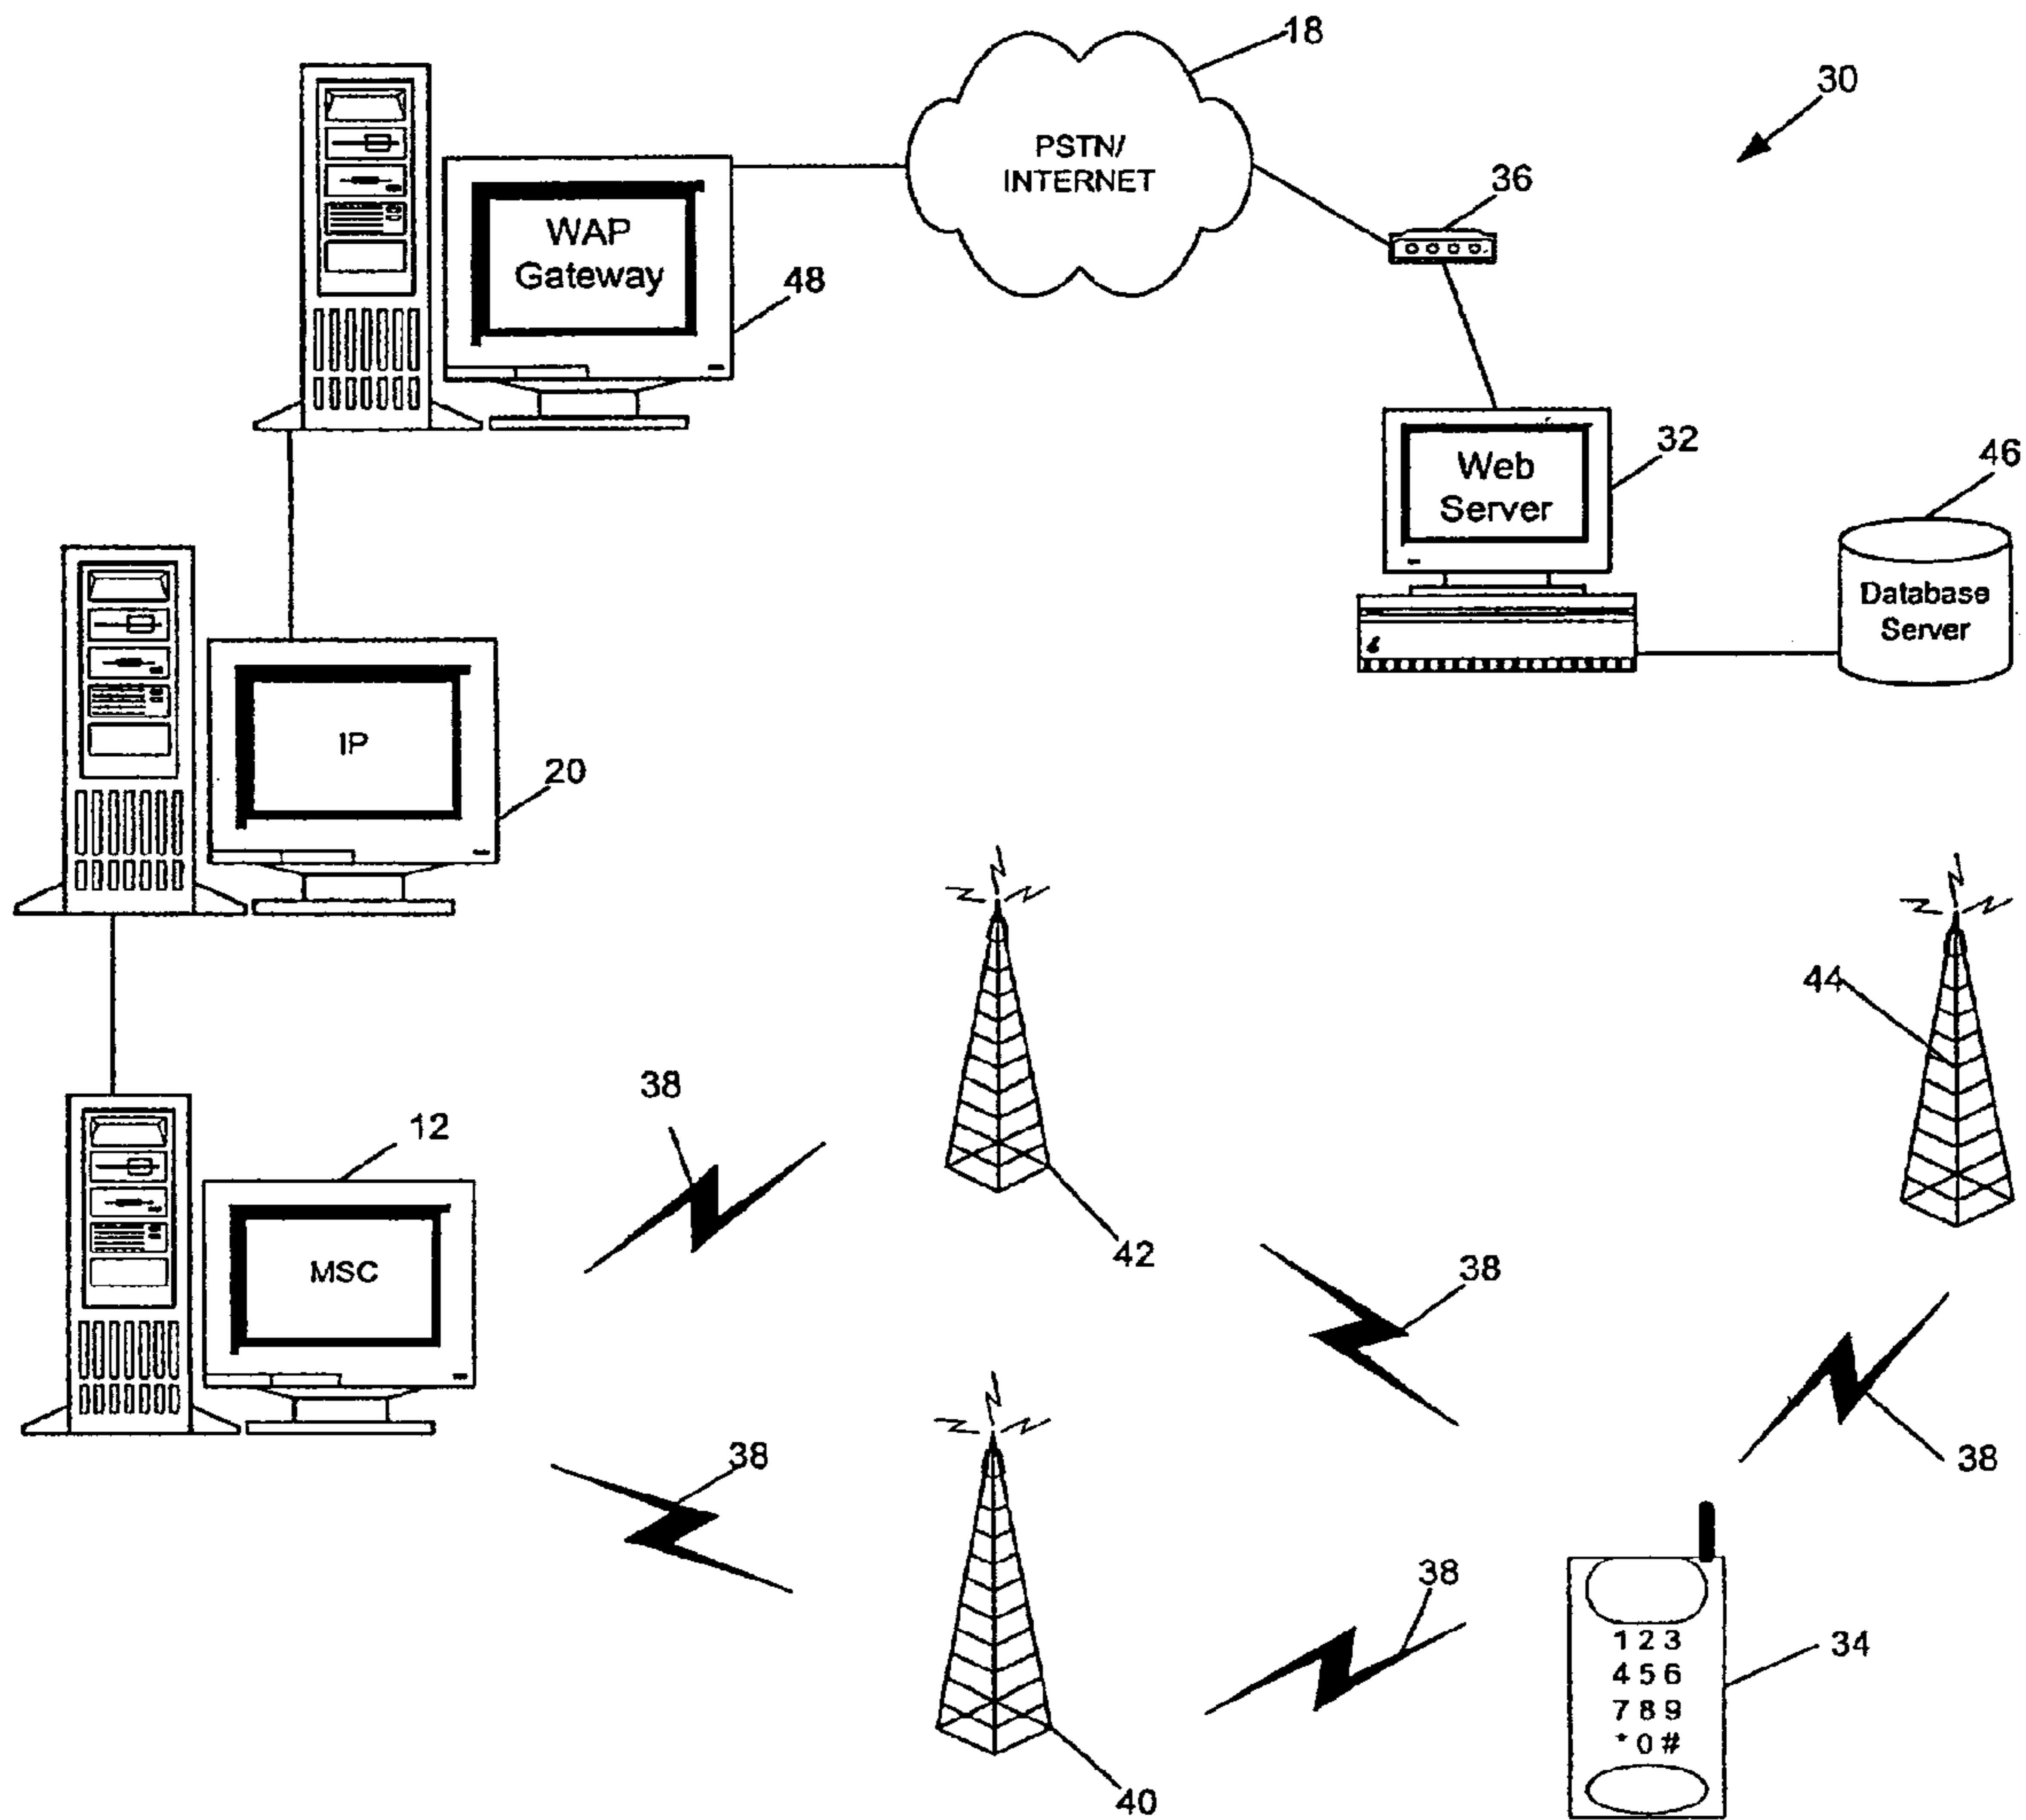 18
30
PSTN/
INTERNET
36
WAP
Gateway
48
Web
Server
32
46
Database
Server
IP
20
44
38
12
MSC
42
38
38
38
38
1 2 3
4 5 6
7 8 9
* 0 #
34
40